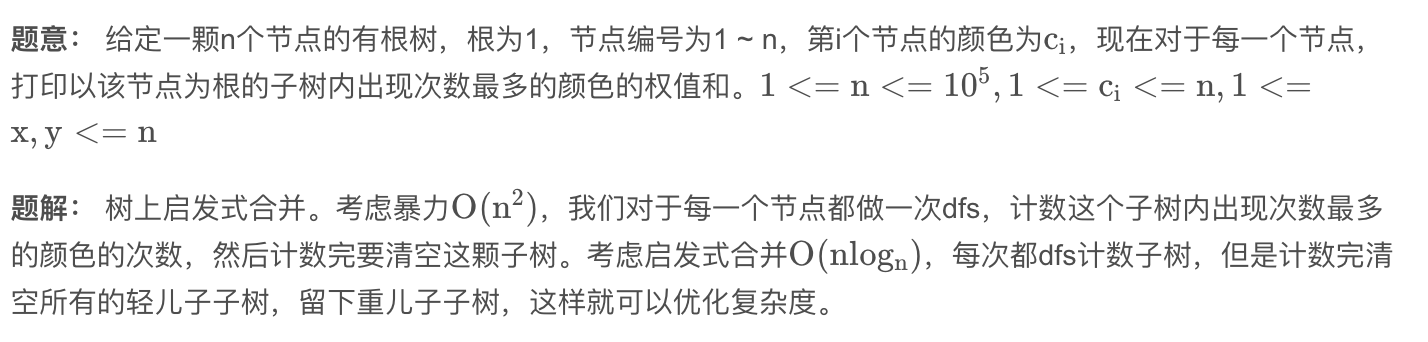 题意： 给定一颗n个节点的有根树，根为1，节点编号为1 ~ n，第i个节点的颜色为cᵢ，现在对于每一个节点，
打印以该节点为根的子树内出现次数最多的颜色的权值和。1 <= n <= 10⁵, 1 <= cᵢ <= n, 1 <=
x, y <= n
题解： 树上启发式合并。考虑暴力O(n²)，我们对于每一个节点都做一次dfs，计数这个子树内出现次数最多
的颜色的次数，然后计数完要清空这颗子树。考虑启发式合并O(nlogₙ)，每次都dfs计数子树，但是计数完清
空所有的轻儿子子树，留下重儿子子树，这样就可以优化复杂度。